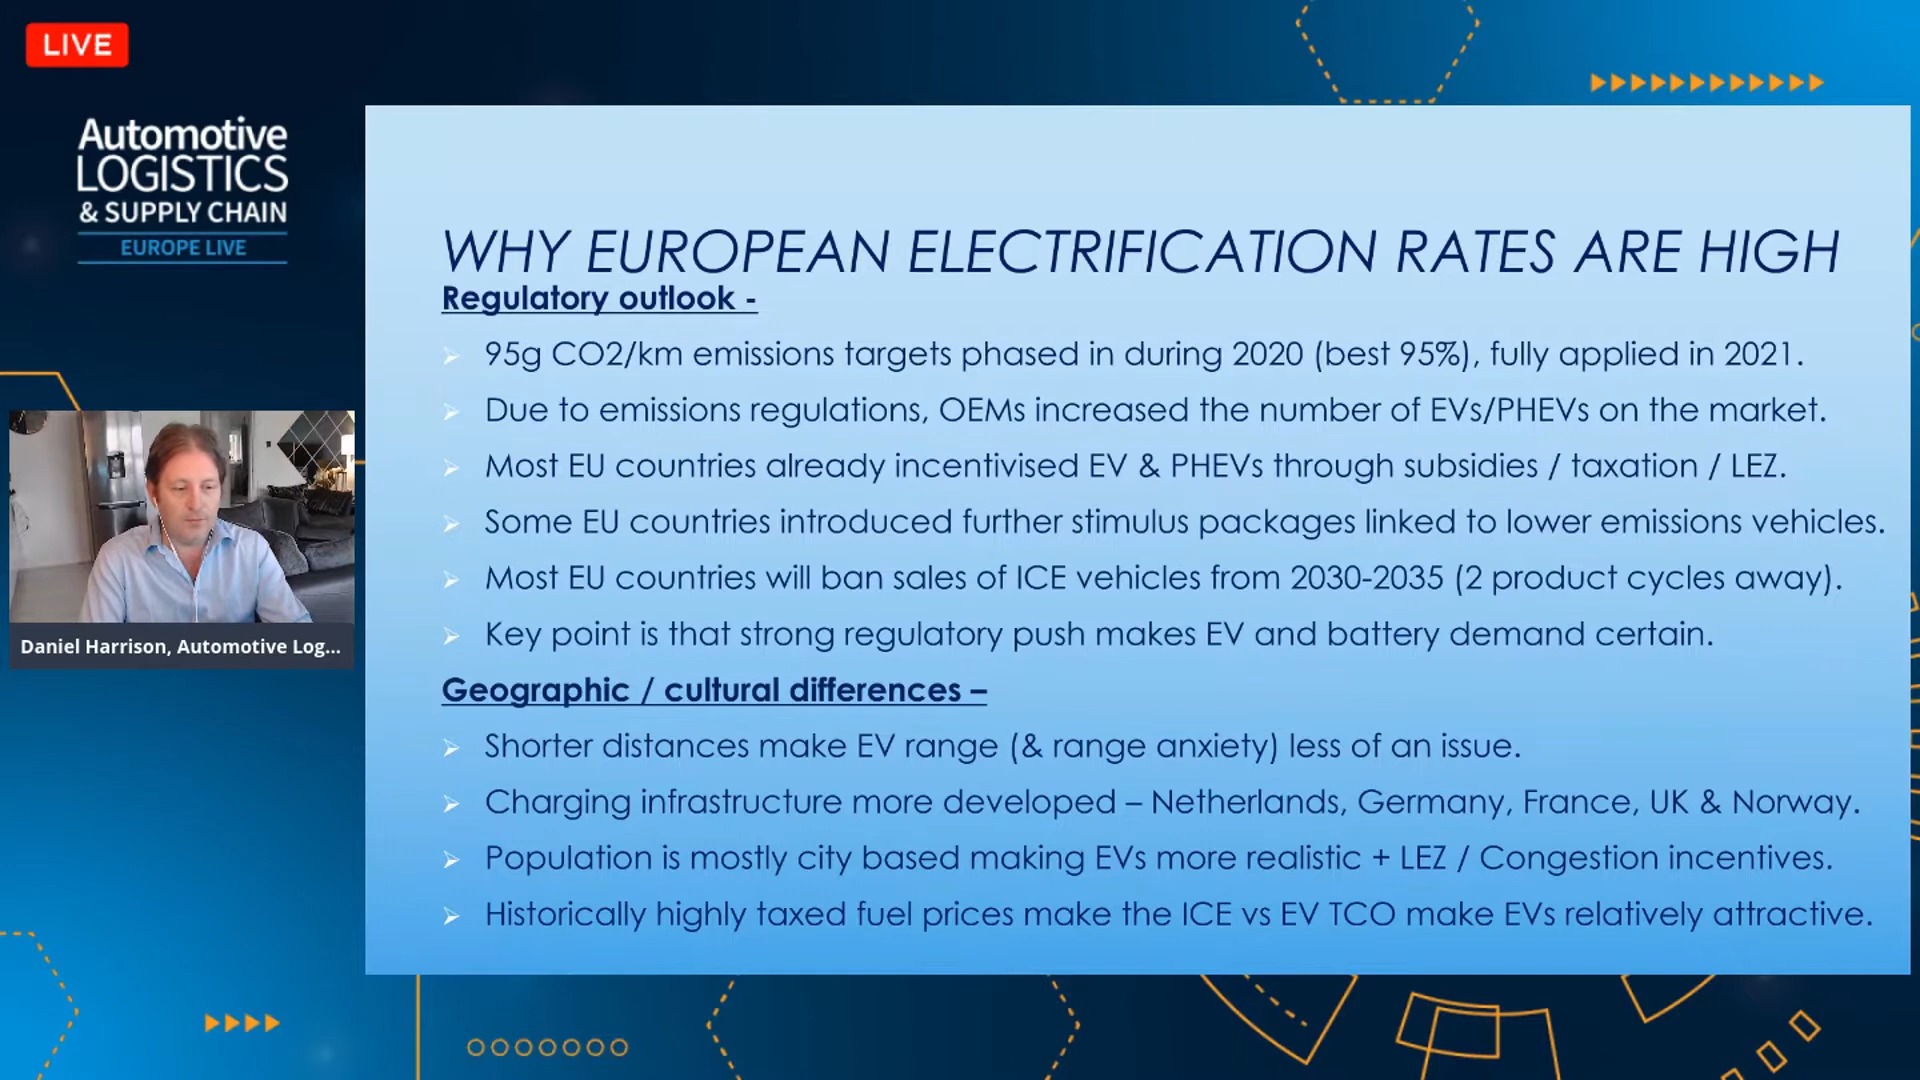 LIVE
Automotive
LOGISTICS
& SUPPLY CHAIN
EUROPE LIVE
WHY EUROPEAN ELECTRIFICATION RATES ARE HIGH
Regulatory outlook -
95g CO2/km emissions targets phased in during 2020 (best 95%), fully applied in 2021.
Due to emissions regulations, OEMs increased the number of EVs/PHEVs on the market.
Most EU countries already incentivised EV & PHEVs through subsidies / taxation / LEZ.
Some EU countries introduced further stimulus packages linked to lower emissions vehicles.
Most EU countries will ban sales of ICE vehicles from 2030-2035 (2 product cycles away).
Key point is that strong regulatory push makes EV and battery demand certain.
Geographic / cultural differences –
Shorter distances make EV range (& range anxiety) less of an issue.
Charging infrastructure more developed – Netherlands, Germany, France, UK & Norway.
Population is mostly city based making EVs more realistic + LEZ / Congestion incentives.
Historically highly taxed fuel prices make the ICE vs EV TCO make EVs relatively attractive.
Daniel Harrison, Automotive Log...